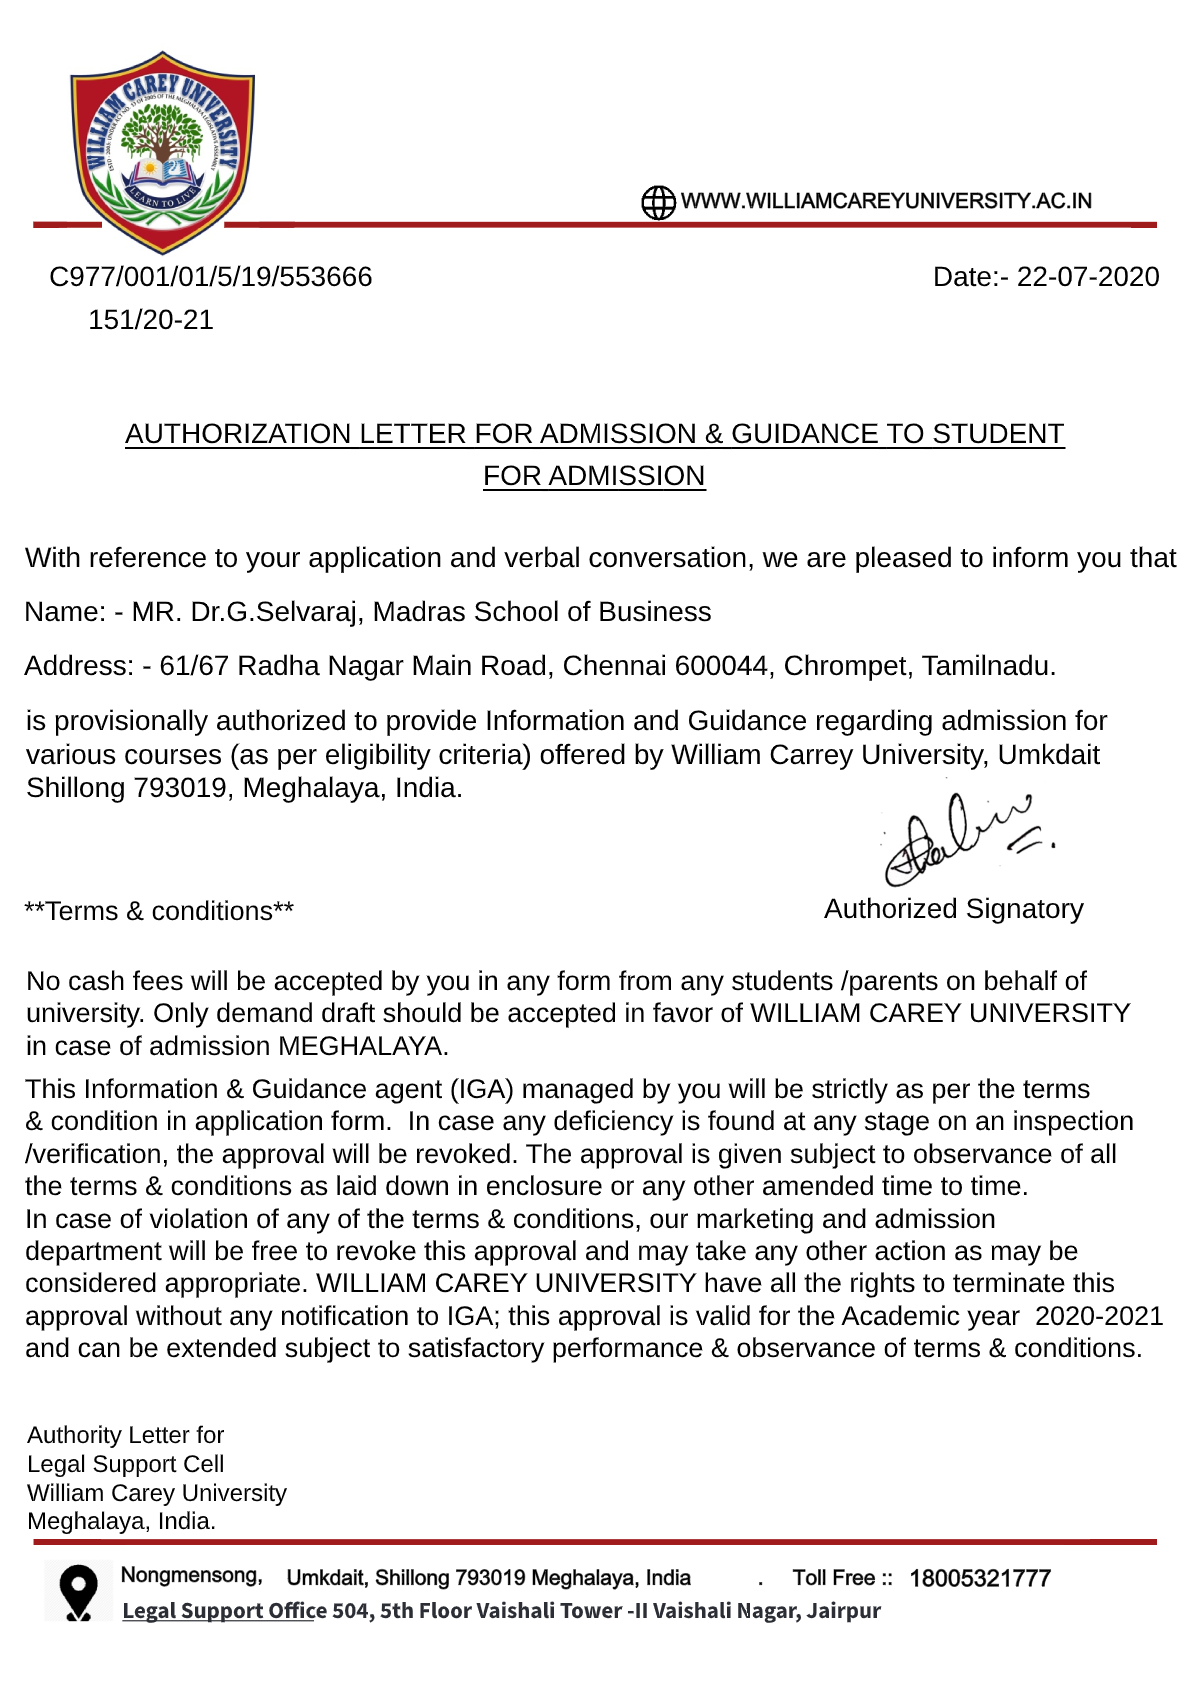 WILLIAM CAREY UNIVERSITY
ESTD - 2005 UNDER ACT NO. 13 OF 2005 OF THE MEGHALAYA LEGISLATIVE ASSEMBLY
LEARN TO LIVE
WWW.WILLIAMCAREYUNIVERSITY.AC.IN
C977/001/01/5/19/553666 Date:- 22-07-2020
151/20-21
AUTHORIZATION LETTER FOR ADMISSION & GUIDANCE TO STUDENT
FOR ADMISSION
With reference to your application and verbal conversation, we are pleased to inform you that
Name: - MR. Dr.G.Selvaraj, Madras School of Business
Address: - 61/67 Radha Nagar Main Road, Chennai 600044, Chrompet, Tamilnadu.
is provisionally authorized to provide Information and Guidance regarding admission for
various courses (as per eligibility criteria) offered by William Carrey University, Umkdait
Shillong 793019, Meghalaya, India.
**Terms & conditions** Authorized Signatory
No cash fees will be accepted by you in any form from any students /parents on behalf of
university. Only demand draft should be accepted in favor of WILLIAM CAREY UNIVERSITY
in case of admission MEGHALAYA.
This Information & Guidance agent (IGA) managed by you will be strictly as per the terms
& condition in application form.  In case any deficiency is found at any stage on an inspection
/verification, the approval will be revoked. The approval is given subject to observance of all
the terms & conditions as laid down in enclosure or any other amended time to time.
In case of violation of any of the terms & conditions, our marketing and admission
department will be free to revoke this approval and may take any other action as may be
considered appropriate. WILLIAM CAREY UNIVERSITY have all the rights to terminate this
approval without any notification to IGA; this approval is valid for the Academic year  2020-2021
and can be extended subject to satisfactory performance & observance of terms & conditions.
Authority Letter for
Legal Support Cell
William Carey University
Meghalaya, India.
Nongmensong, Umkdait, Shillong 793019 Meghalaya, India . Toll Free :: 18005321777
Legal Support Office 504, 5th Floor Vaishali Tower -II Vaishali Nagar, Jairpur